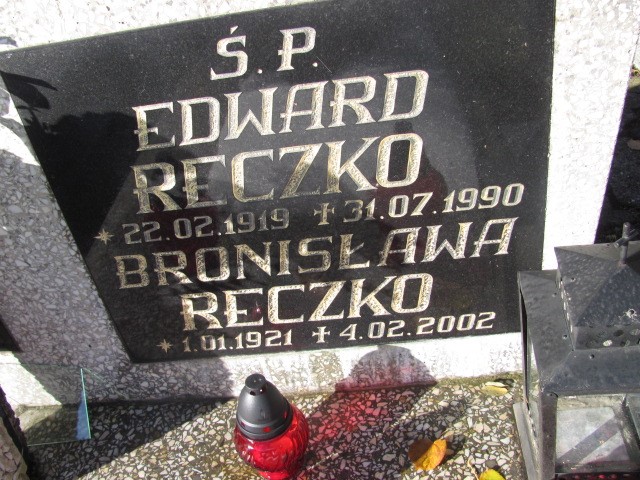 Ś.P.
EDWARD
RECZKO
* 22.02.1919 ✝ 31.07.1990
BRONISŁAWA
RECZKO
* 1.01.1921 ✝ 4.02.2002